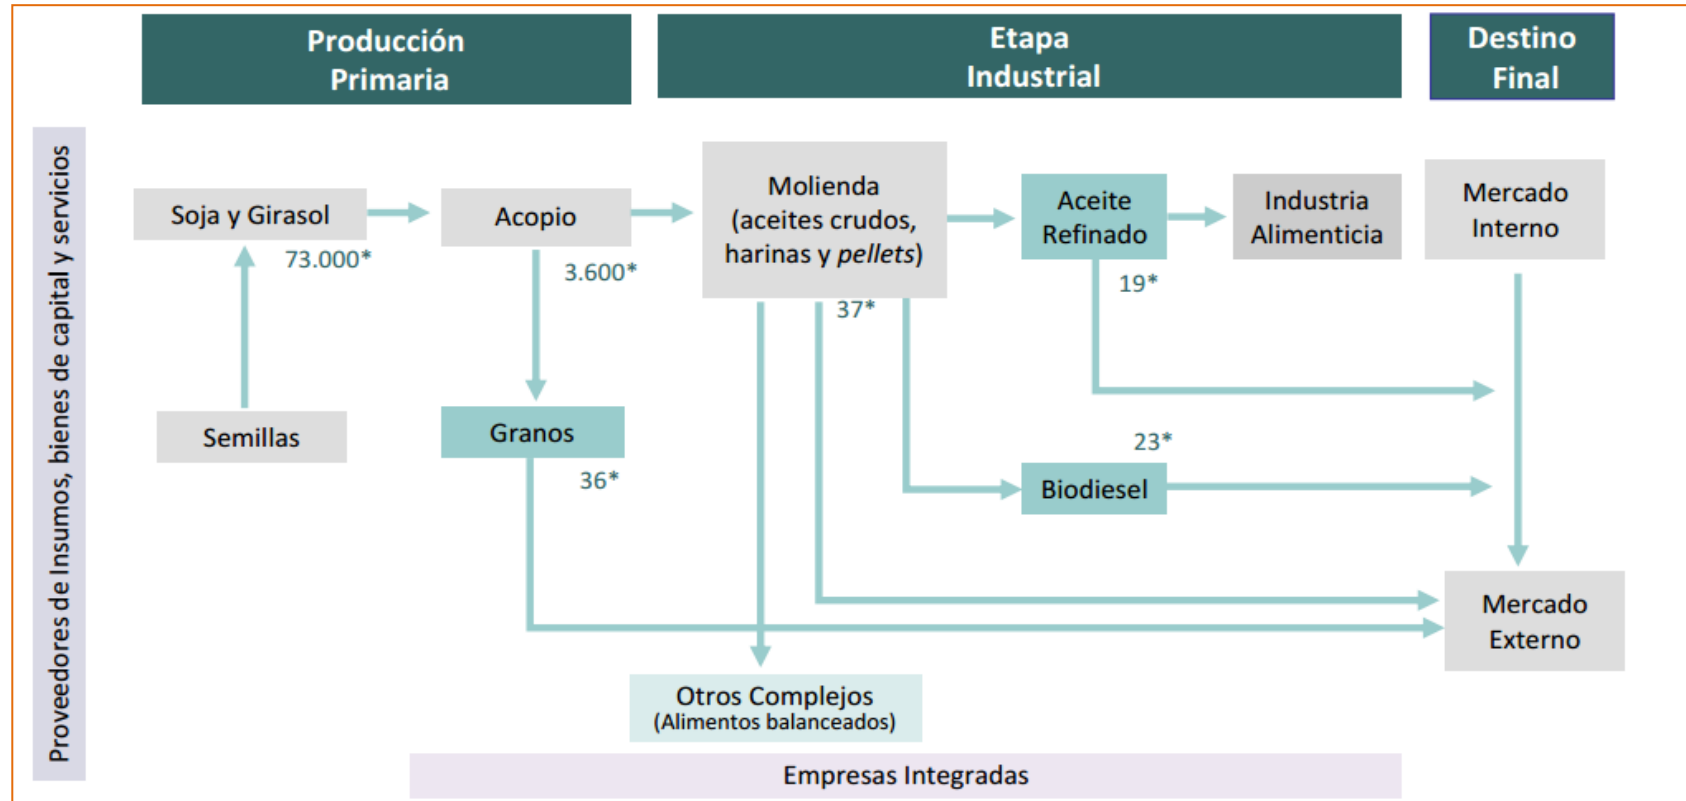 Producción
Primaria
Etapa
Industrial
Destino
Final
Proveedores de Insumos, bienes de capital y servicios
Soja y Girasol
73.000*
Acopio
3.600*
Molienda
(aceites crudos,
harinas y pellets)
37*
Aceite
Refinado
19*
Industria
Alimenticia
Mercado
Interno
Semillas
Granos
36*
23*
Biodiesel
Mercado
Externo
Otros Complejos
(Alimentos balanceados)
Empresas Integradas